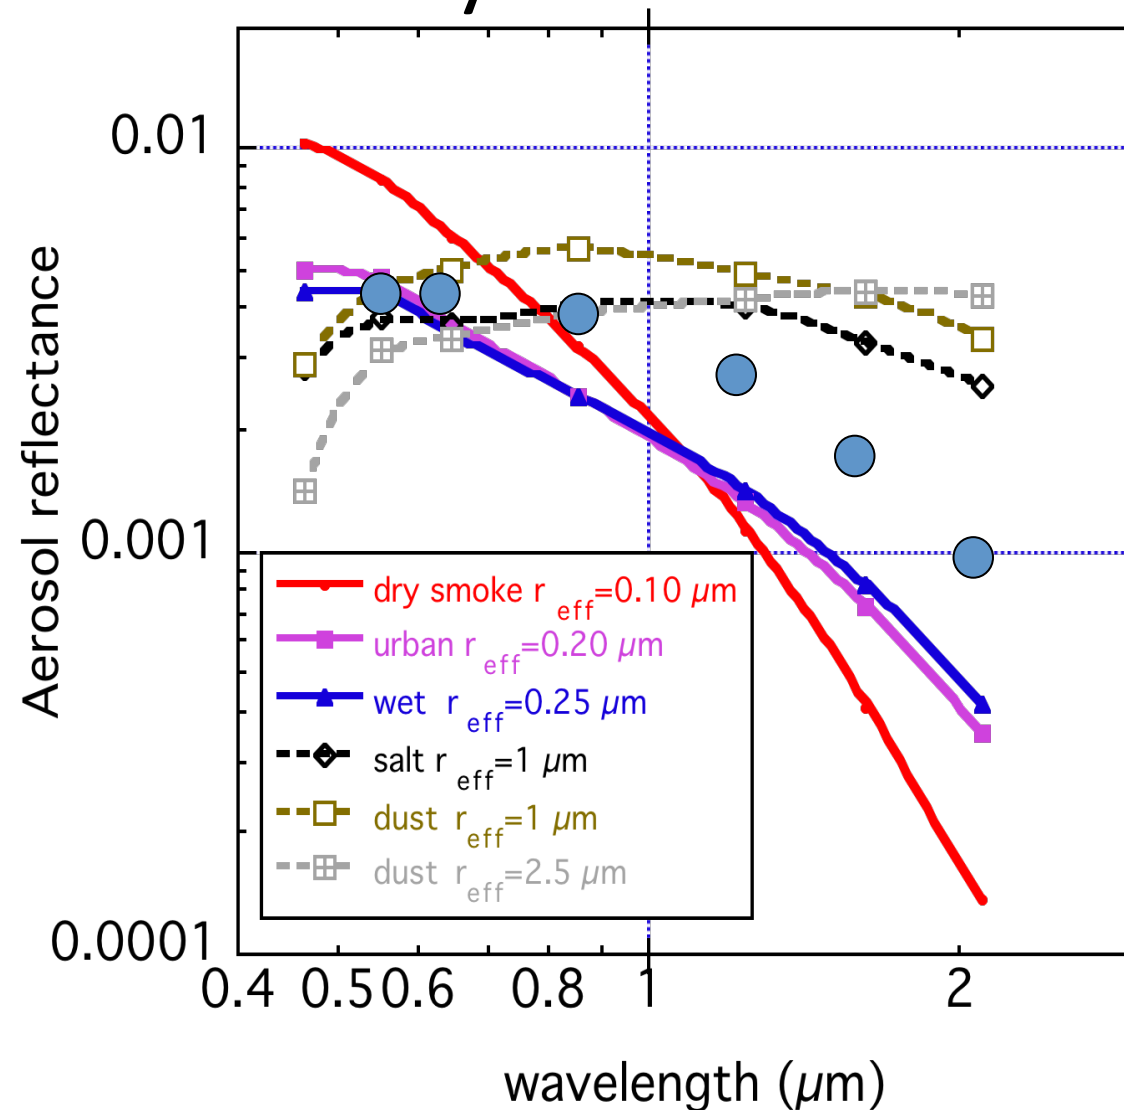 0.01
0.001
0.0001
Aerosol reflectance
dry smoke r eff=0.10 µm
urban r eff=0.20 µm
wet r eff=0.25 µm
salt r eff=1 µm
dust r eff=1 µm
dust r eff=2.5 µm
0.4 0.5 0.6 0.8 1 2
wavelength (µm)